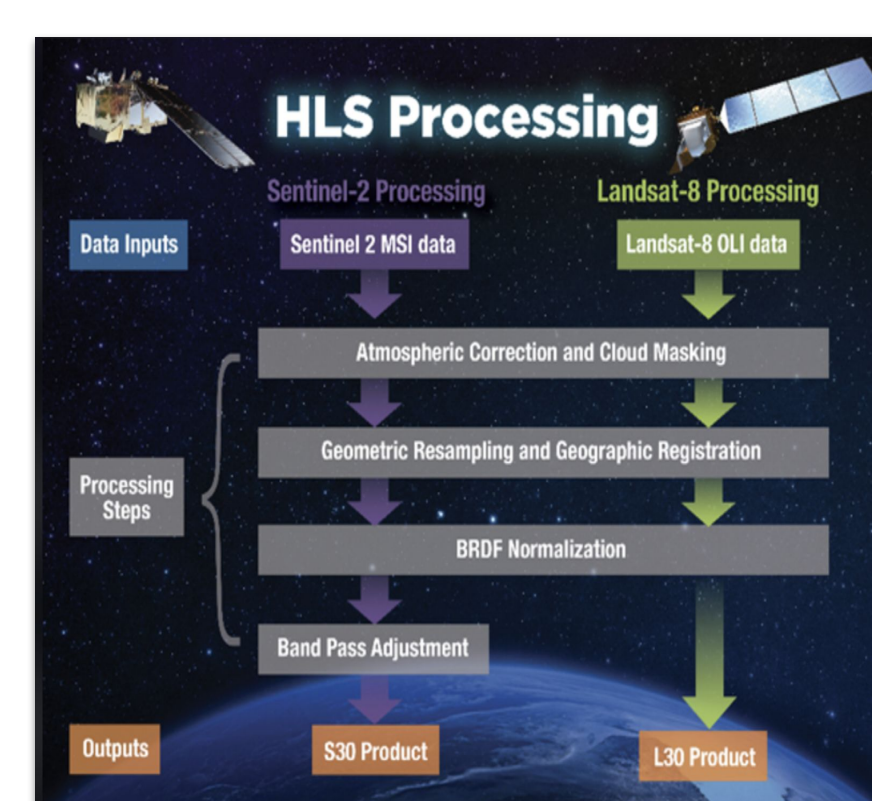 HLS Processing
Sentinel-2 Processing
Landsat-8 Processing
Data Inputs
Sentinel 2 MSI data
Landsat-8 OLI data
Atmospheric Correction and Cloud Masking
Geometric Resampling and Geographic Registration
Processing
Steps
BRDF Normalization
Band Pass Adjustment
Outputs
S30 Product
L30 Product